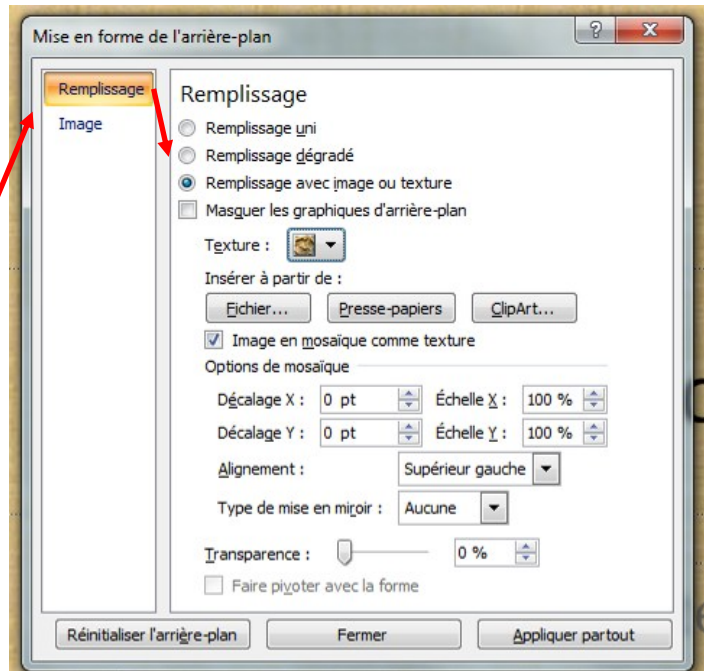 Mise en forme de l'arrière-plan
Remplissage
Image
Remplissage
Remplissage uni
Remplissage dégradé
Remplissage avec image ou texture
Masquer les graphiques d'arrière-plan
Texture :
Insérer à partir de :
Fichier... Presse-papiers ClipArt...
Image en mosaïque comme texture
Options de mosaïque
Décalage X : 0 pt Échelle X : 100 %
Décalage Y : 0 pt Échelle Y : 100 %
Alignement : Supérieur gauche
Type de mise en miroir : Aucune
Transparence : 0 %
Faire pivoter avec la forme
Réinitialiser l'arrière-plan Fermer Appliquer partout